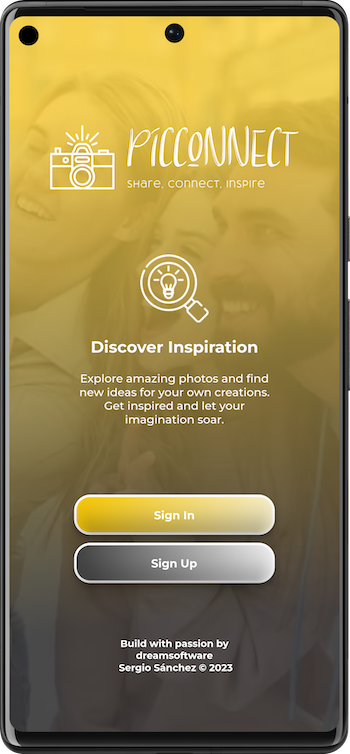 PICCONNECT
SHARE, CONNECT, INSPIRE
Discover Inspiration
Explore amazing photos and find
new ideas for your own creations.
Get inspired and let your
imagination soar.
Sign In
Sign Up
Build with passion by
dreamsoftware
Sergio Sánchez © 2023